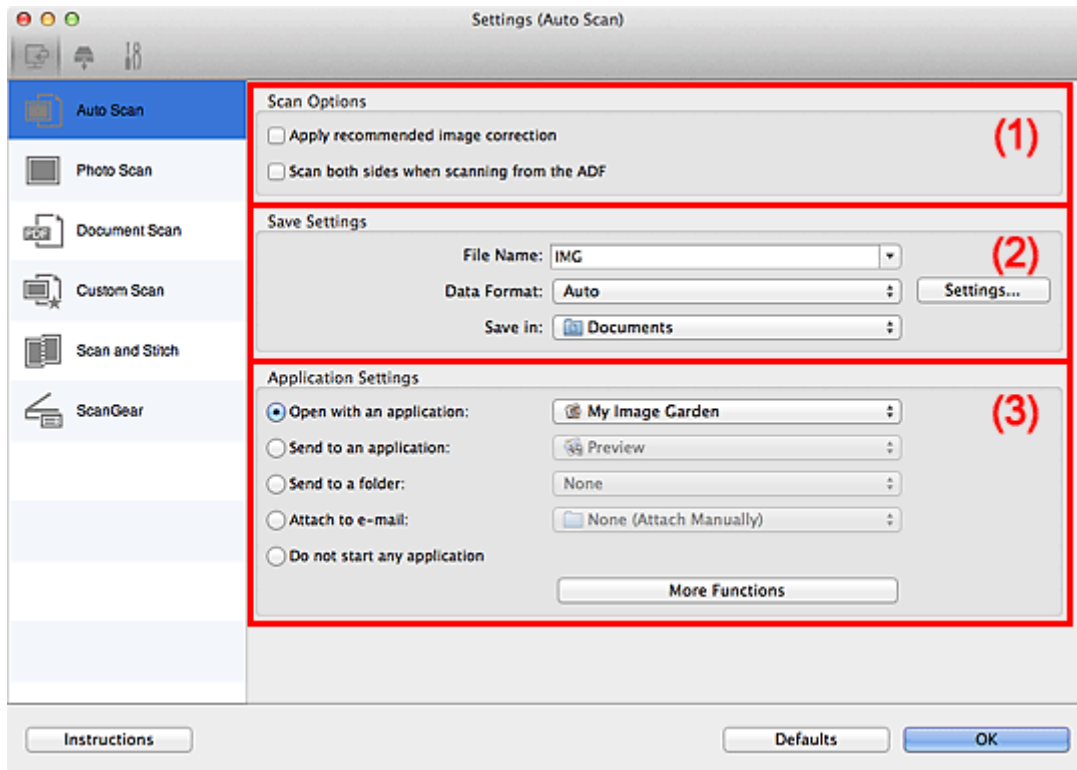 Settings (Auto Scan)
Auto Scan
Photo Scan
Document Scan
Custom Scan
Scan and Stitch
ScanGear
Scan Options
(1)
Apply recommended image correction
Scan both sides when scanning from the ADF
Save Settings
(2)
File Name: IMG
Data Format: Auto Settings...
Save in: Documents
Application Settings
(3)
Open with an application: My Image Garden
Send to an application: Preview
Send to a folder: None
Attach to e-mail: None (Attach Manually)
Do not start any application
More Functions
Instructions Defaults OK